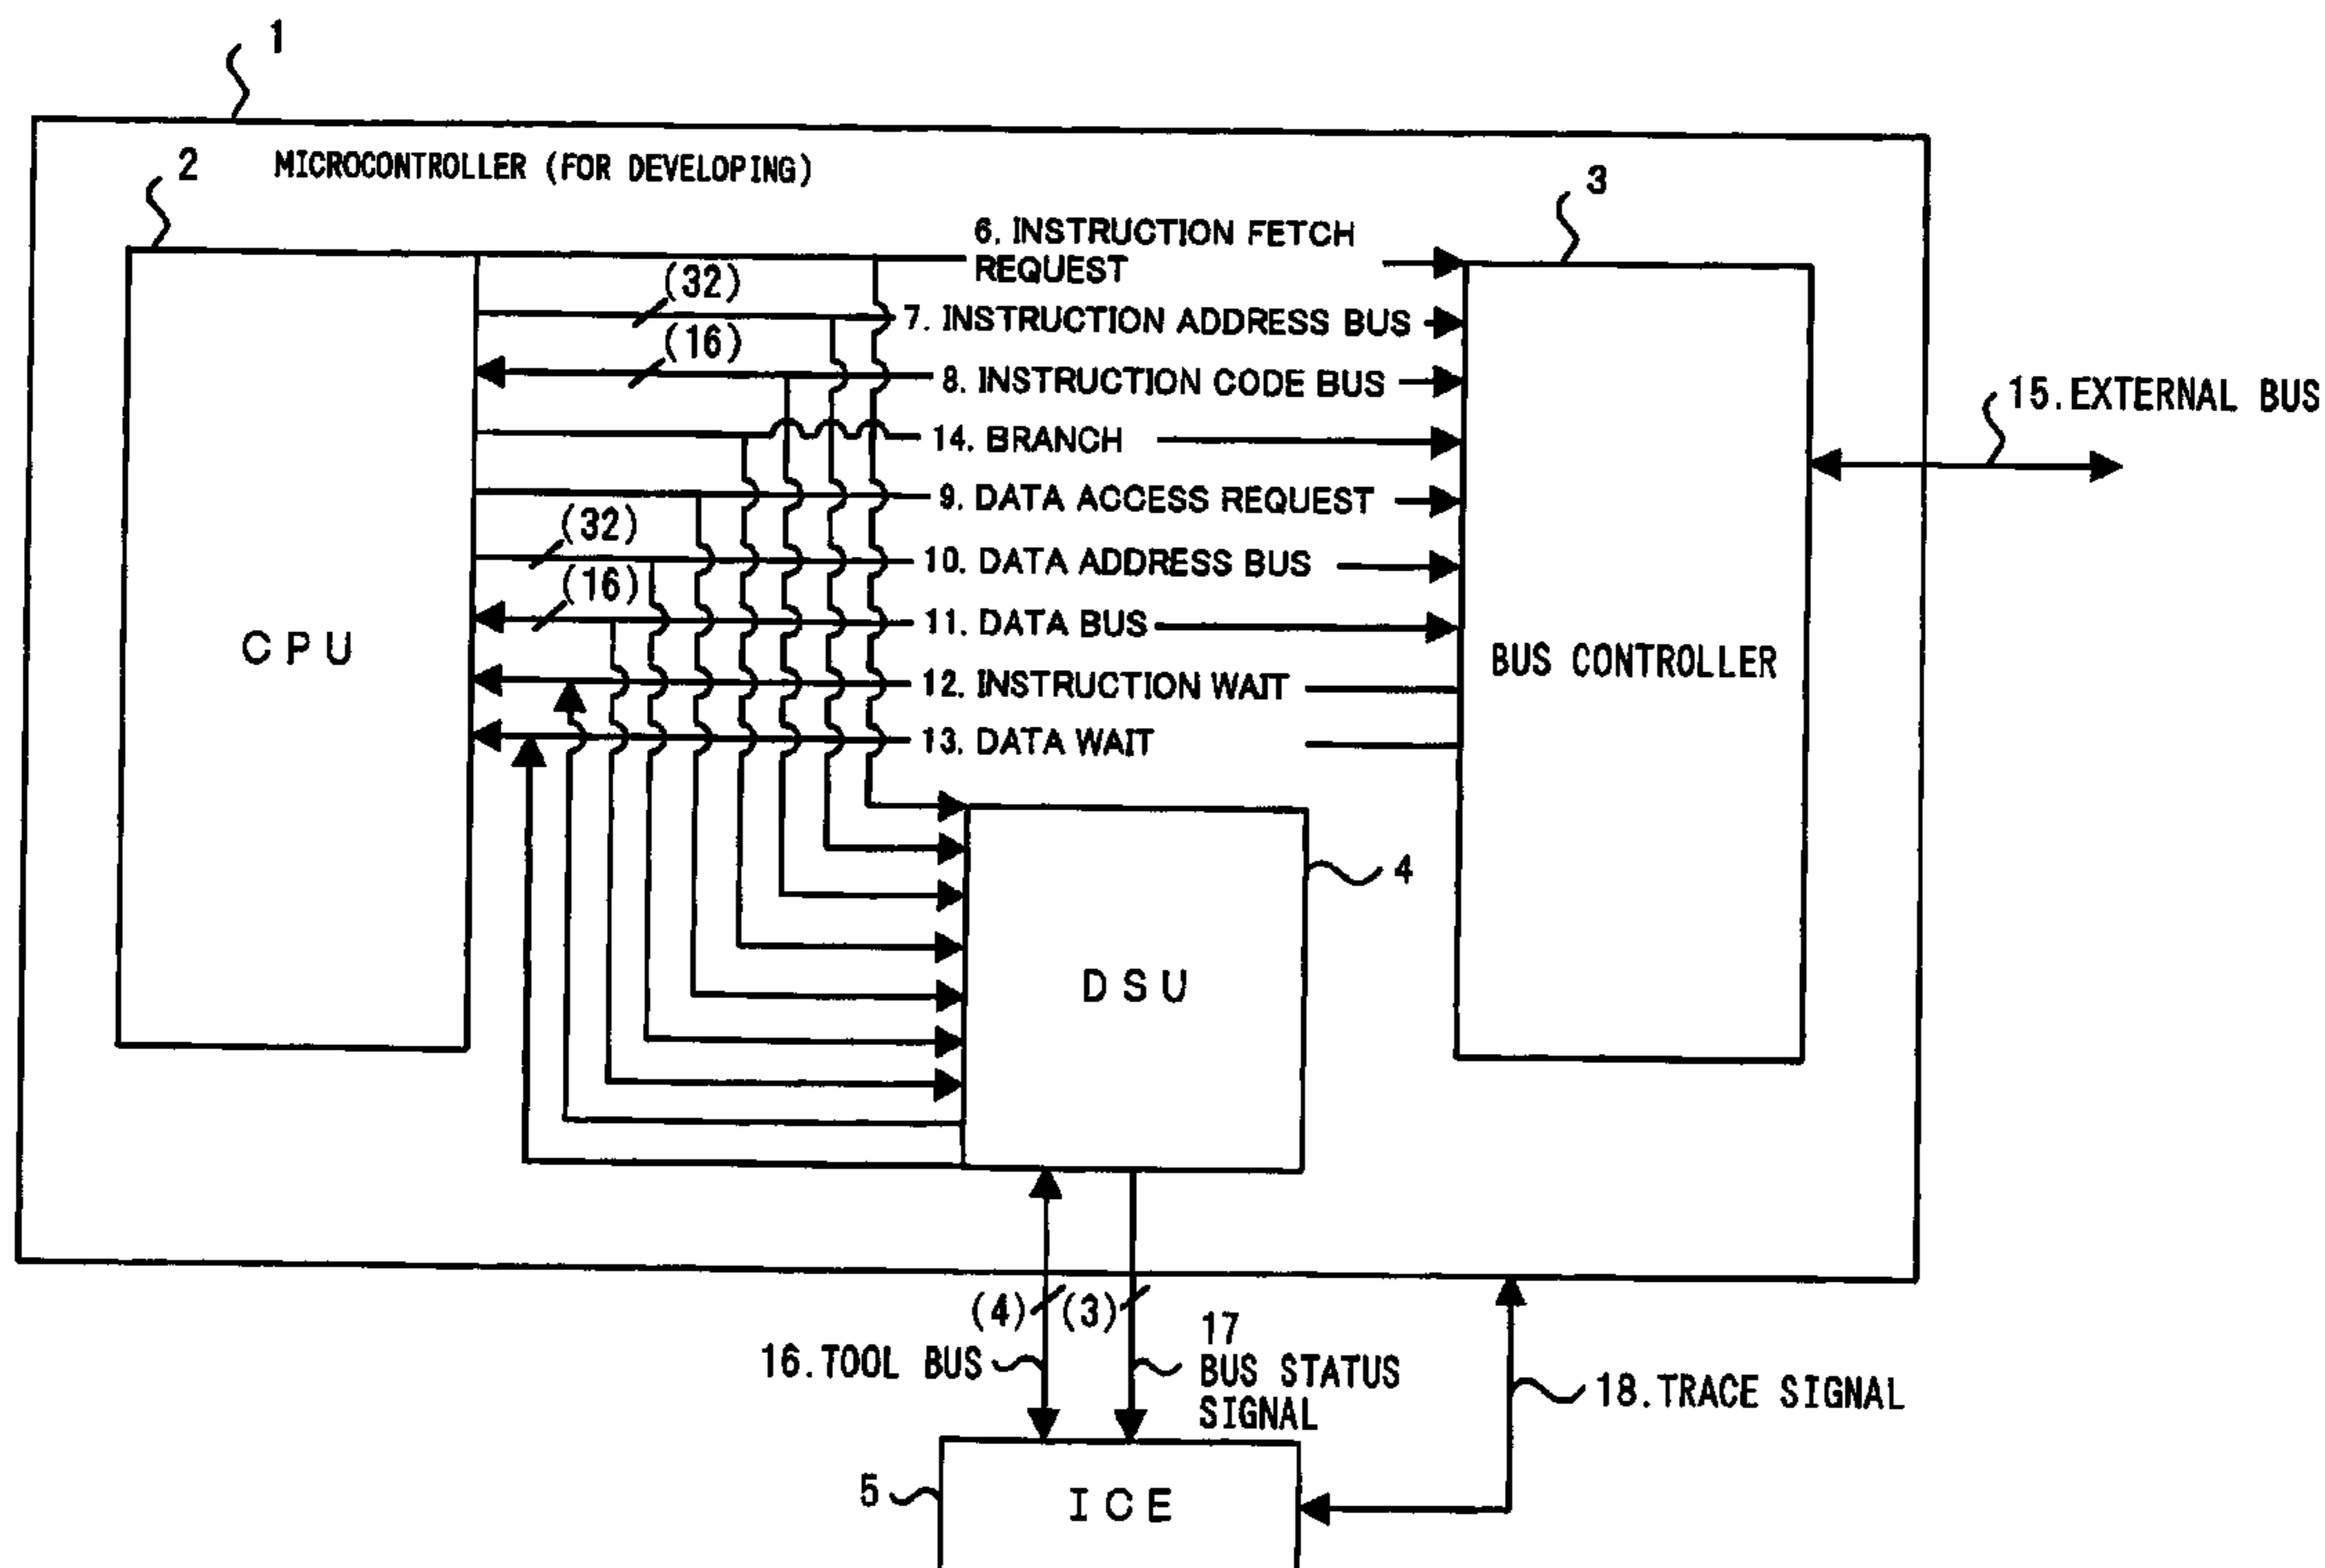 1
MICROCONTROLLER (FOR DEVELOPING)
2
3
6. INSTRUCTION FETCH
REQUEST
(32)
7. INSTRUCTION ADDRESS BUS
(16)
8. INSTRUCTION CODE BUS
15.EXTERNAL BUS
14. BRANCH
9. DATA ACCESS REQUEST
(32)
10. DATA ADDRESS BUS
(16)
11. DATA BUS
CPU
BUS CONTROLLER
12. INSTRUCTION WAIT
13. DATA WAIT
4
DSU
(4)
(3)
17
16.TOOL BUS
BUS STATUS
SIGNAL
18.TRACE SIGNAL
5
ICE